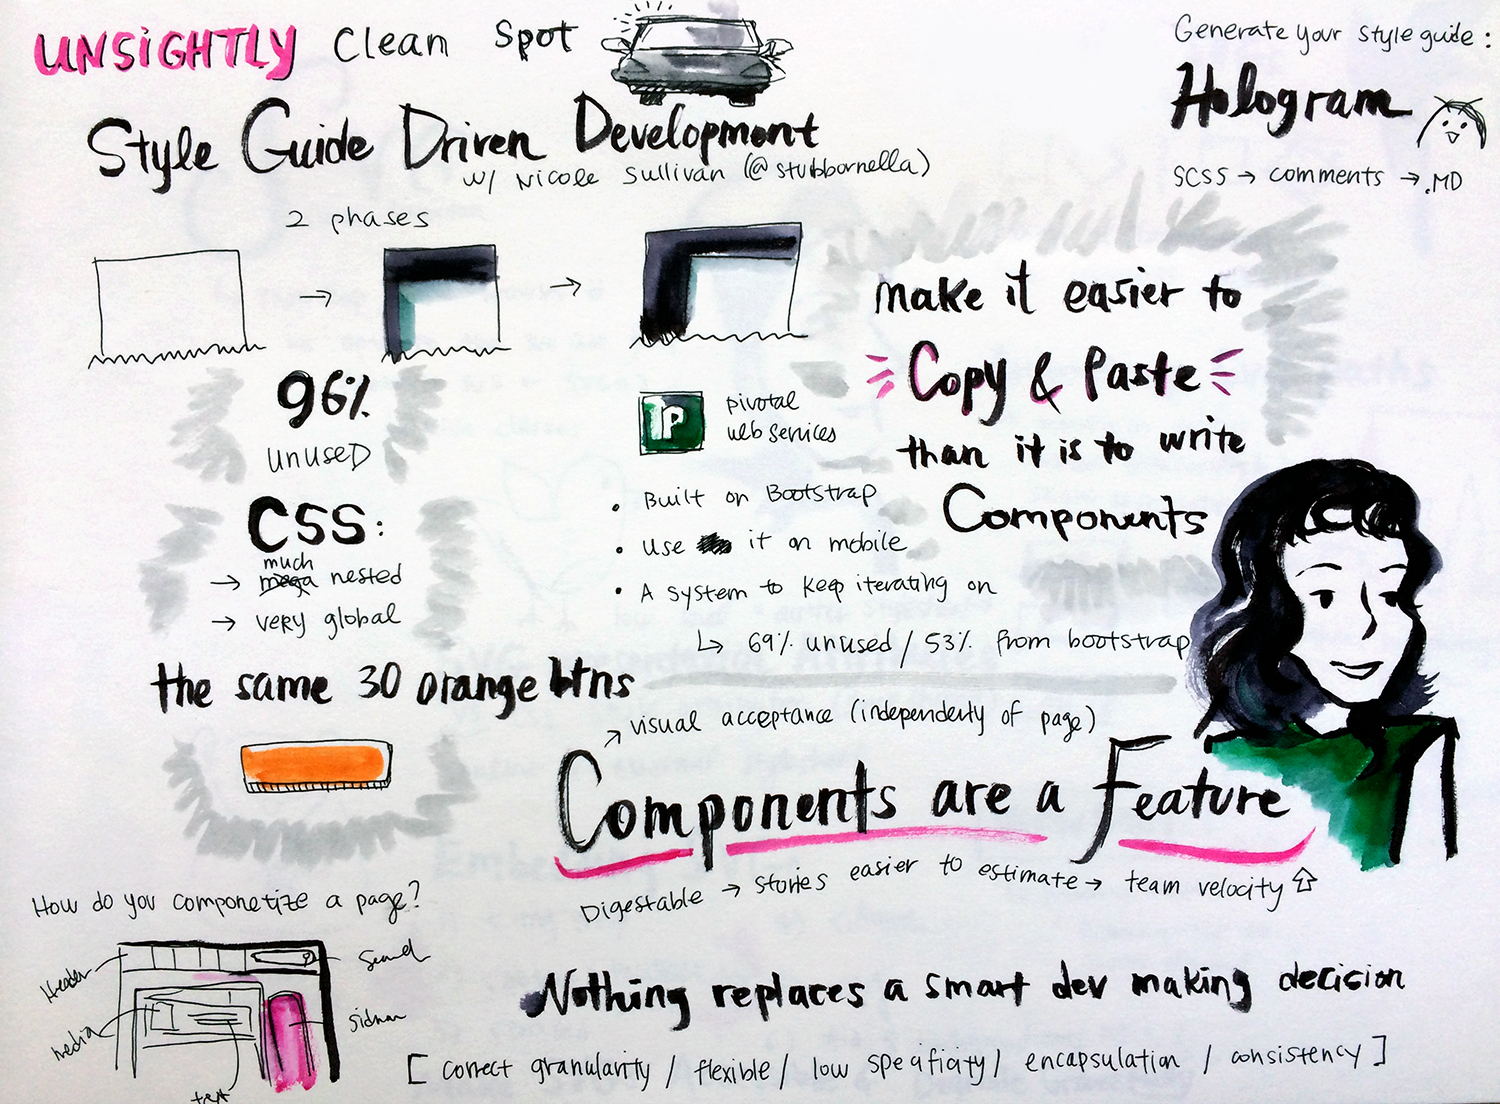 UNSIGHTLY Clean Spot
Style Guide Driven Development
w/ Nicole Sullivan (@stubbornella)
Generate your style guide:
Hologram
SCSS → comments → .MD
2 phases
96%
UNUSED
CSS:
→ much nested
→ very global
the same 30 orange btns
P
pivotal
web services
• Built on Bootstrap
• Use it on mobile
• A system to keep iterating on
↳ 69% unused / 53% from bootstrap
make it easier to
Copy & Paste
than it is to write
Components
↗ visual acceptance (independently of page)
Components are a Feature
Digestable → stories easier to estimate → team velocity ⇧
How do you componetize a page?
Header
media
text
Search
Nothing replaces a smart dev making decision
[ correct granularity / flexible / low specificity / encapsulation / consistency ]